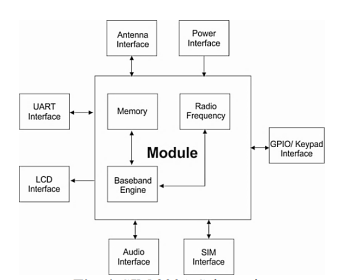 Antenna
Interface
Power
Interface
UART
Interface
Memory
Radio
Frequency
Module
GPIO/ Keypad
Interface
LCD
Interface
Baseband
Engine
Audio
Interface
SIM
Interface